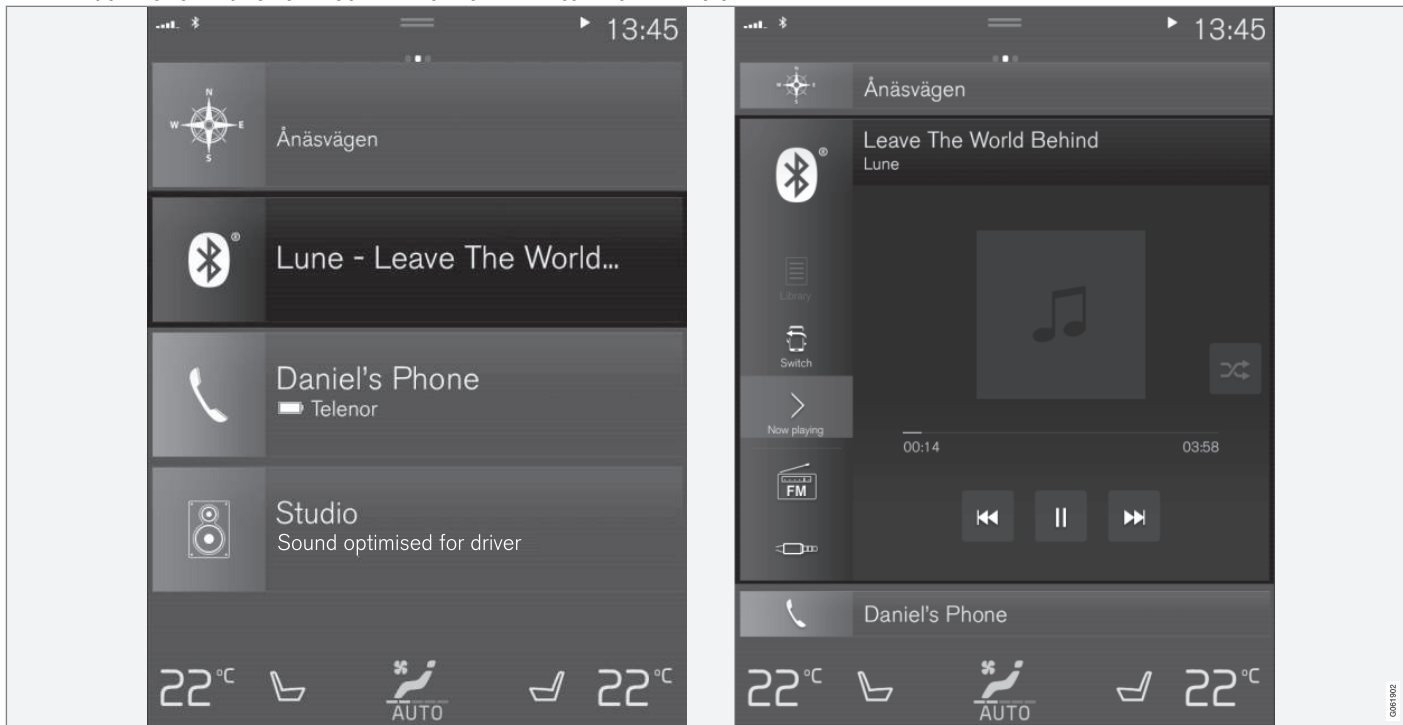 13:45
N
W E
S
Ånäsvägen
®
Lune - Leave The World...
Daniel's Phone
Telenor
Studio
Sound optimised for driver
22°C
AUTO
22°C
13:45
Ånäsvägen
®
Leave The World Behind
Lune
Library
Switch
Now playing
00:14
03:58
FM
Daniel's Phone
22°C
AUTO
22°C
G061902